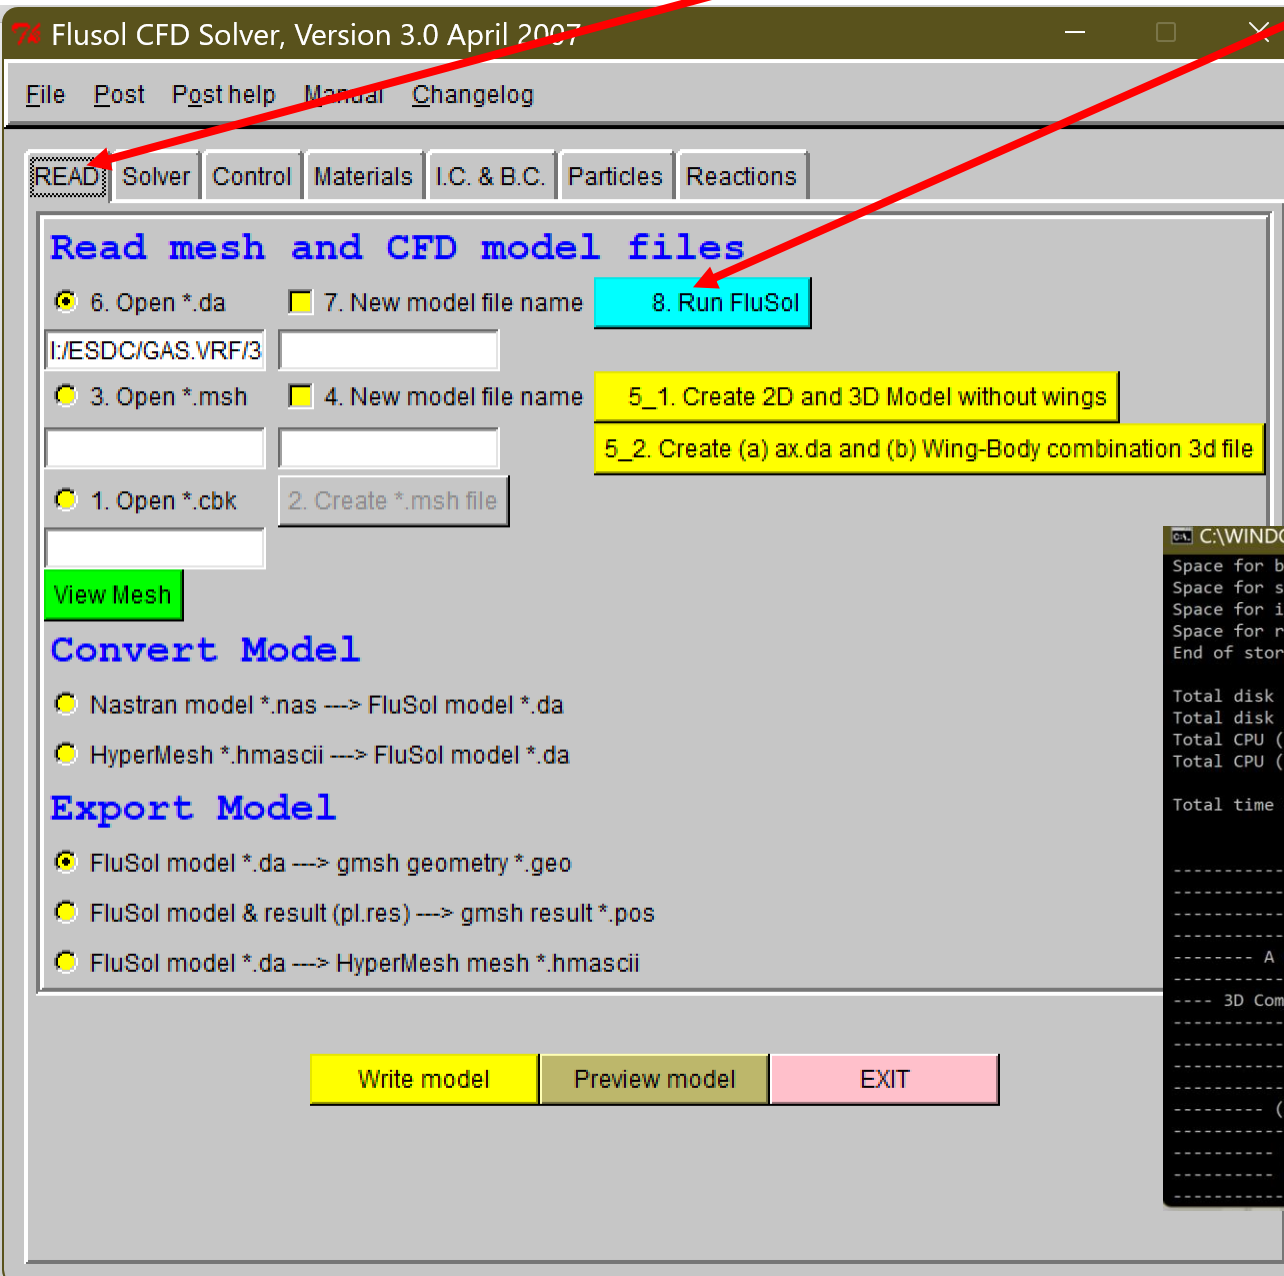 Flusol CFD Solver, Version 3.0 April 2007
File Post Post help Manual Changelog
READ Solver Control Materials I.C. & B.C. Particles Reactions
Read mesh and CFD model files
6. Open *.da 7. New model file name 8. Run FluSol
I:/ESDC/GAS.VRF/3
3. Open *.msh 4. New model file name 5_1. Create 2D and 3D Model without wings
5_2. Create (a) ax.da and (b) Wing-Body combination 3d file
1. Open *.cbk 2. Create *.msh file
View Mesh
Convert Model
Nastran model *.nas ---> FluSol model *.da
HyperMesh *.hmascii ---> FluSol model *.da
Export Model
FluSol model *.da ---> gmsh geometry *.geo
FluSol model & result (pl.res) ---> gmsh result *.pos
FluSol model *.da ---> HyperMesh mesh *.hmascii
Write model Preview model EXIT
C:\WIND
Space for b
Space for s
Space for i
Space for r
End of stor
Total disk
Total disk
Total CPU (
Total CPU (
Total time
-----------
-----------
-----------
-----------
-------- A
-----------
---- 3D Com
-----------
-----------
-----------
-----------
--------- (
-----------
----------
----------
-----------